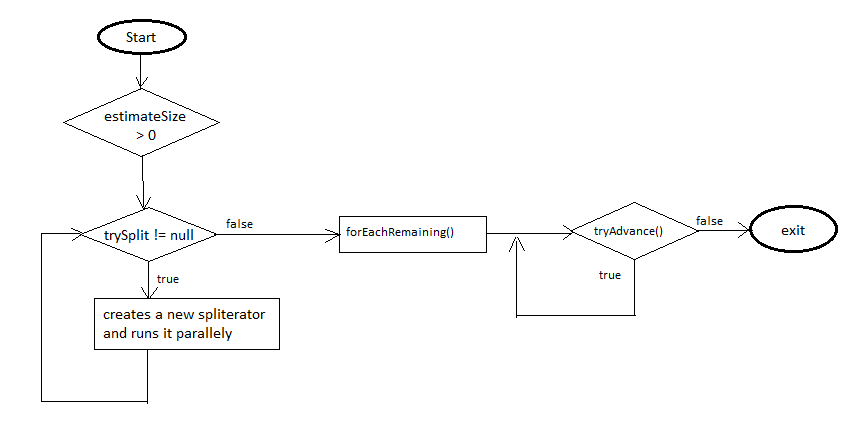 Start
estimateSize
> 0
trySplit != null
false
true
creates a new spliterator
and runs it parallely
forEachRemaining()
tryAdvance()
false
true
exit